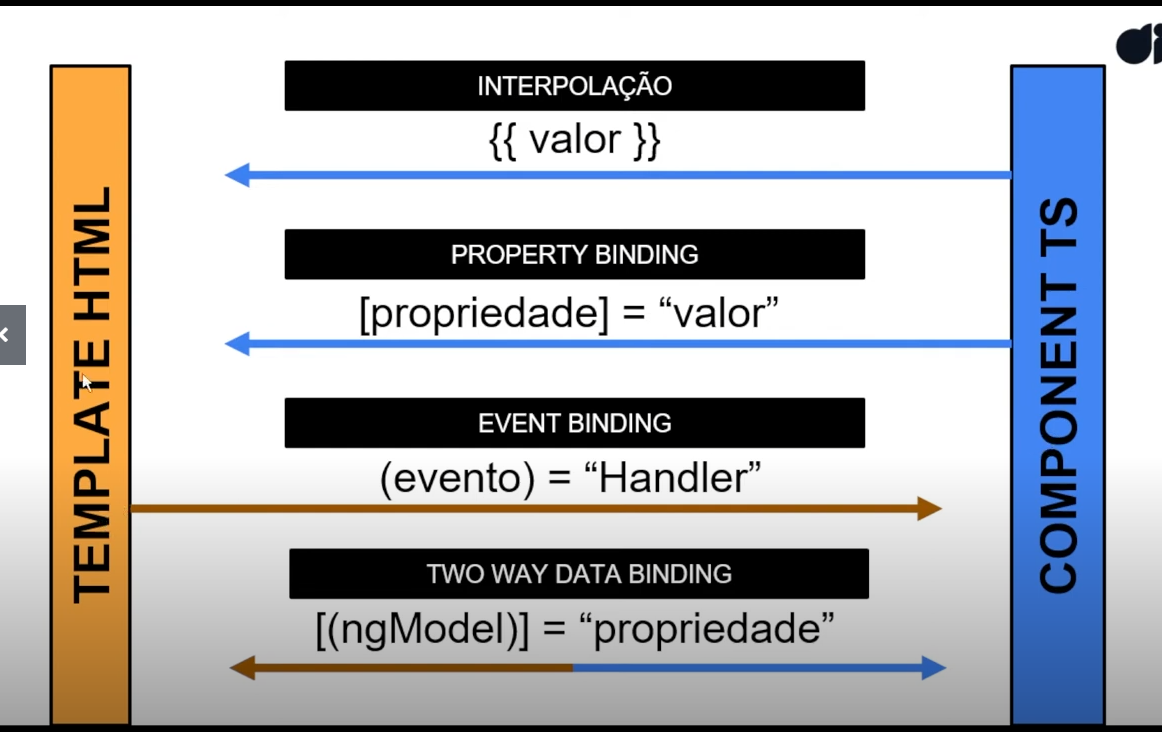 INTERPOLAÇÃO
{{ valor }}
PROPERTY BINDING
[propriedade] = “valor”
EVENT BINDING
(evento) = “Handler”
TWO WAY DATA BINDING
[(ngModel)] = “propriedade”
TEMPLATE HTML
COMPONENT TS